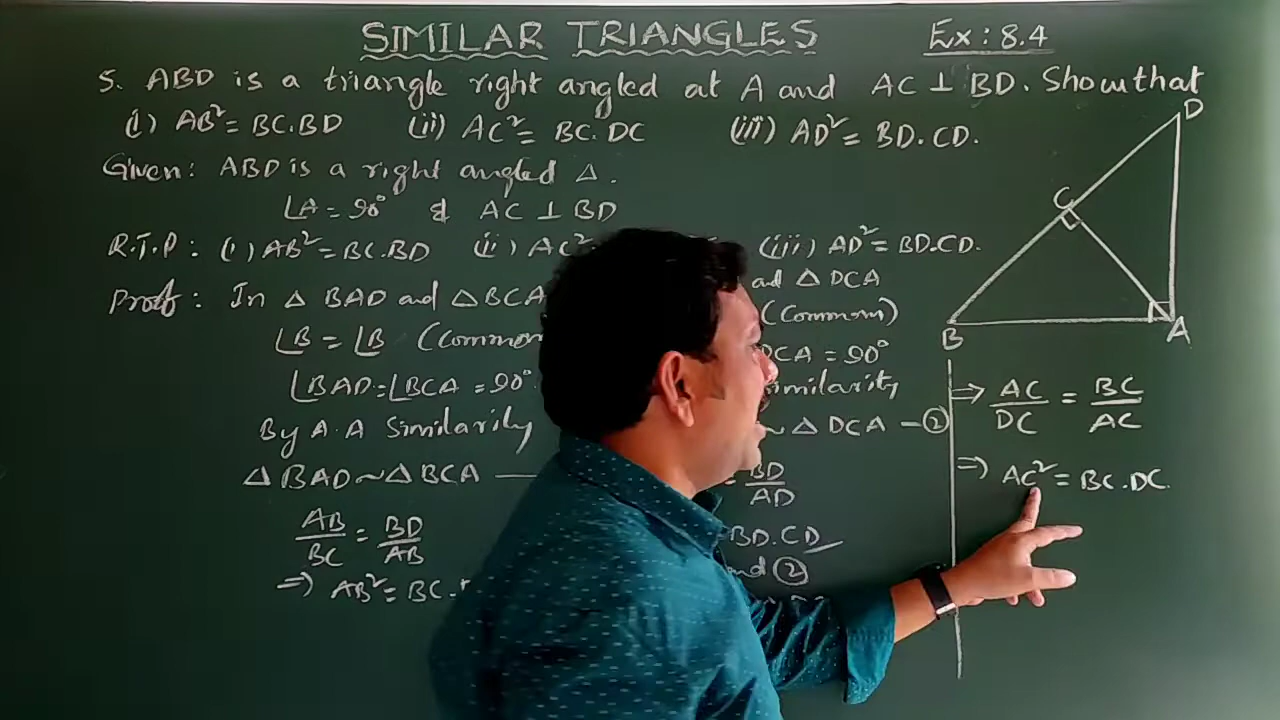 SIMILAR TRIANGLES Ex: 8.4
5. ABD is a triangle right angled at A and AC ⊥ BD. Show that
(i) AB² = BC.BD (ii) AC² = BC.DC (iii) AD² = BD.CD.
Given: ABD is a right angled Δ.
∠A = 90° & AC ⊥ BD
R.T.P: (i) AB² = BC.BD (ii) AC² (iii) AD² = BD.CD.
Proof: In Δ BAD and Δ BCA
∠B = ∠B (Common
∠BAD = ∠BCA = 90°
By A.A Similarity
Δ BAD ~ Δ BCA —
AB/BC = BD/AB
⇒ AB² = BC.
and Δ DCA
(Common)
DCA = 90°
imilarity
~ Δ DCA — ②
= BD/AD
BD.CD
and ②
⇒ AC/DC = BC/AC
⇒ AC² = BC.DC.
D
C
B
A